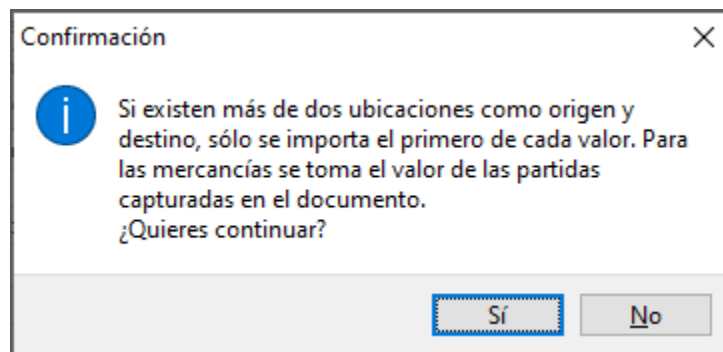 Confirmación
Si existen más de dos ubicaciones como origen y
destino, sólo se importa el primero de cada valor. Para
las mercancías se toma el valor de las partidas
capturadas en el documento.
¿Quieres continuar?
Sí
No